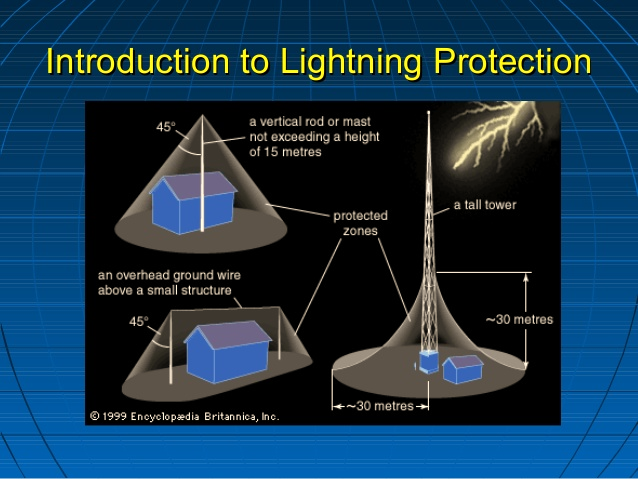 Introduction to Lightning Protection
45°
a vertical rod or mast
not exceeding a height
of 15 metres
protected
zones
a tall tower
an overhead ground wire
above a small structure
45°
~30 metres
~30 metres
© 1999 Encyclopædia Britannica, Inc.